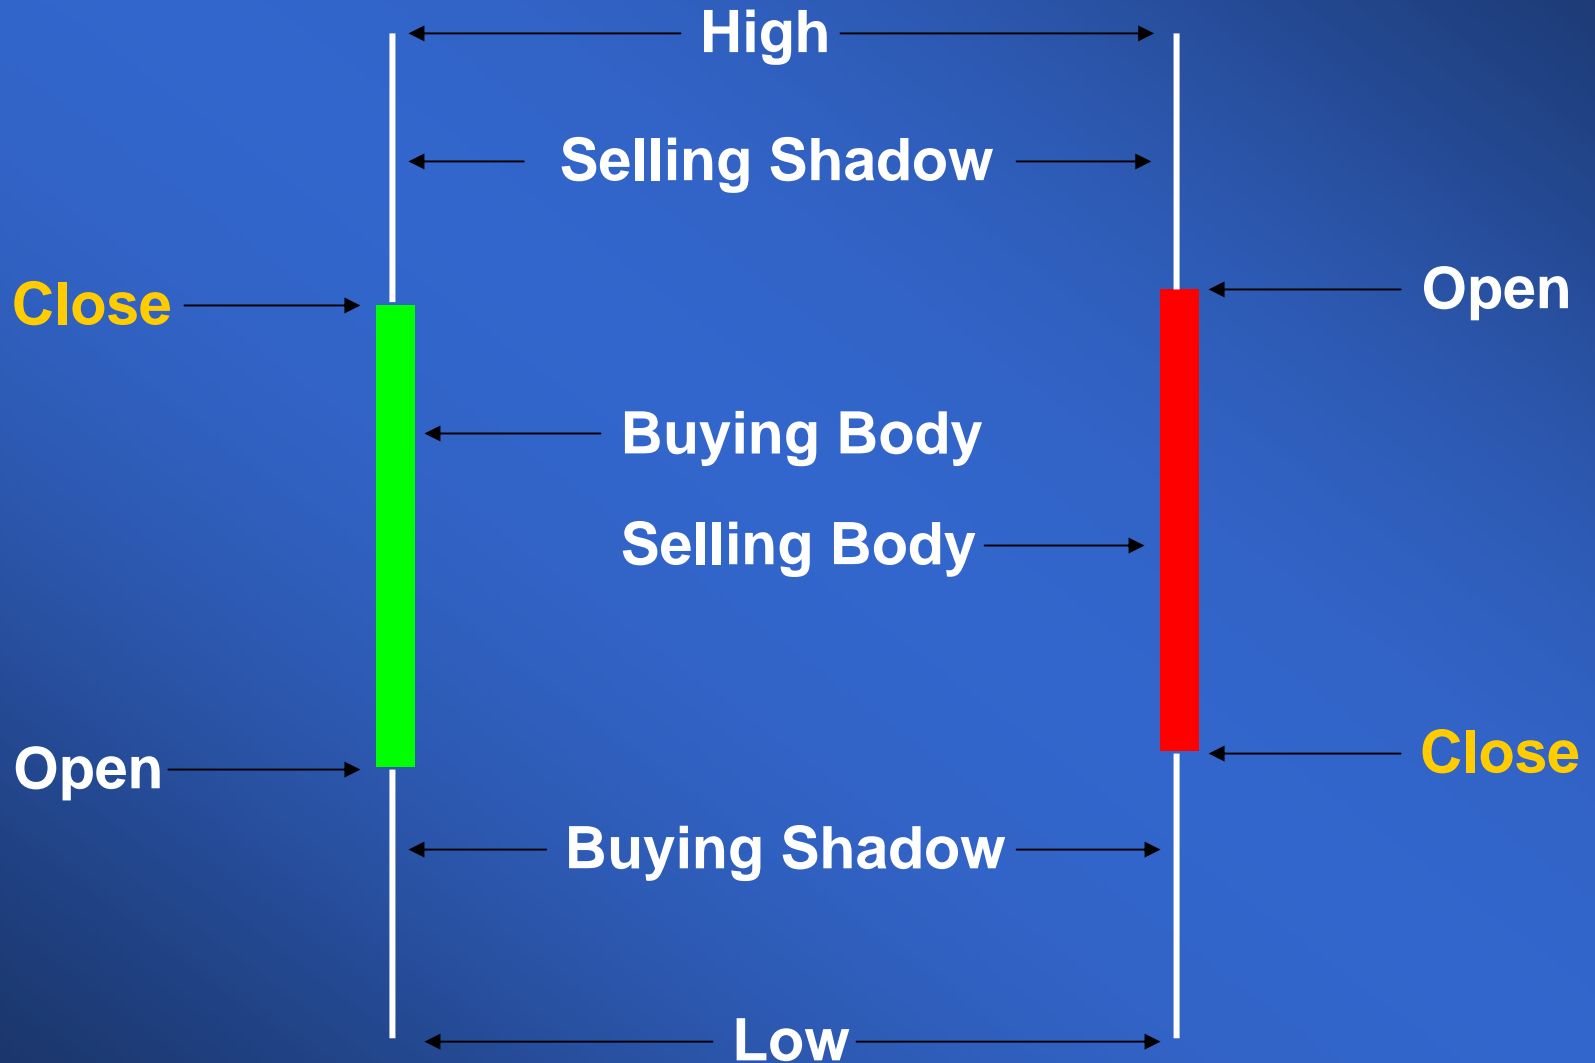 High
Selling Shadow
Close
Open
Buying Body
Selling Body
Open
Close
Buying Shadow
Low